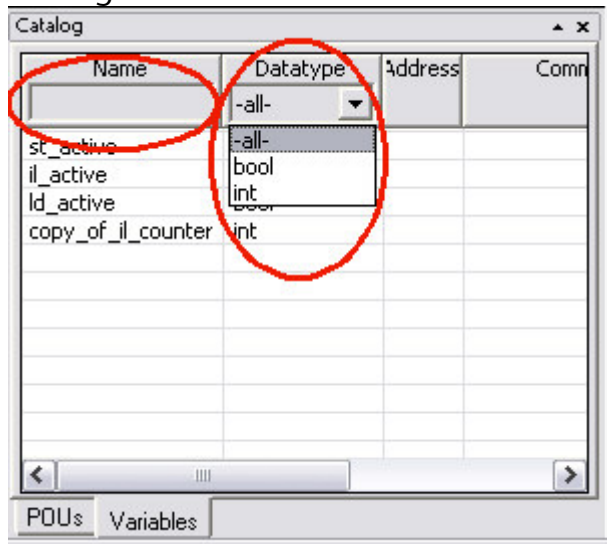 Catalog
Name Datatype Address Comm
-all-
-all-
st_active
bool
il_active
int
ld_active
copy_of_il_counter int
POUs Variables